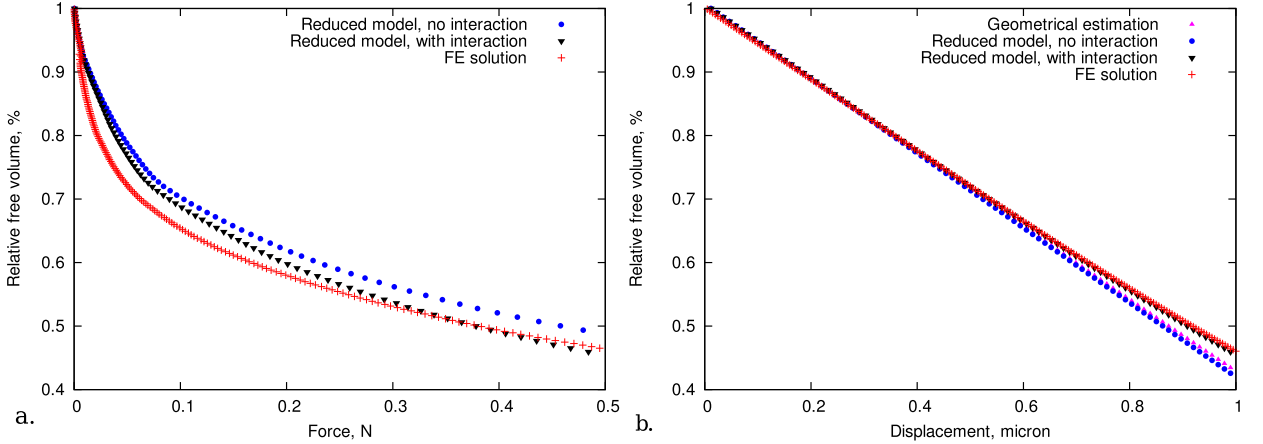 Reduced model, no interaction
Reduced model, with interaction
FE solution
1
0.9
0.8
0.7
0.6
0.5
0.4
Relative free volume, %
0 0.1 0.2 0.3 0.4 0.5
Force, N
a.
Geometrical estimation
Reduced model, no interaction
Reduced model, with interaction
FE solution
1
0.9
0.8
0.7
0.6
0.5
0.4
Relative free volume, %
0 0.2 0.4 0.6 0.8 1
Displacement, micron
b.